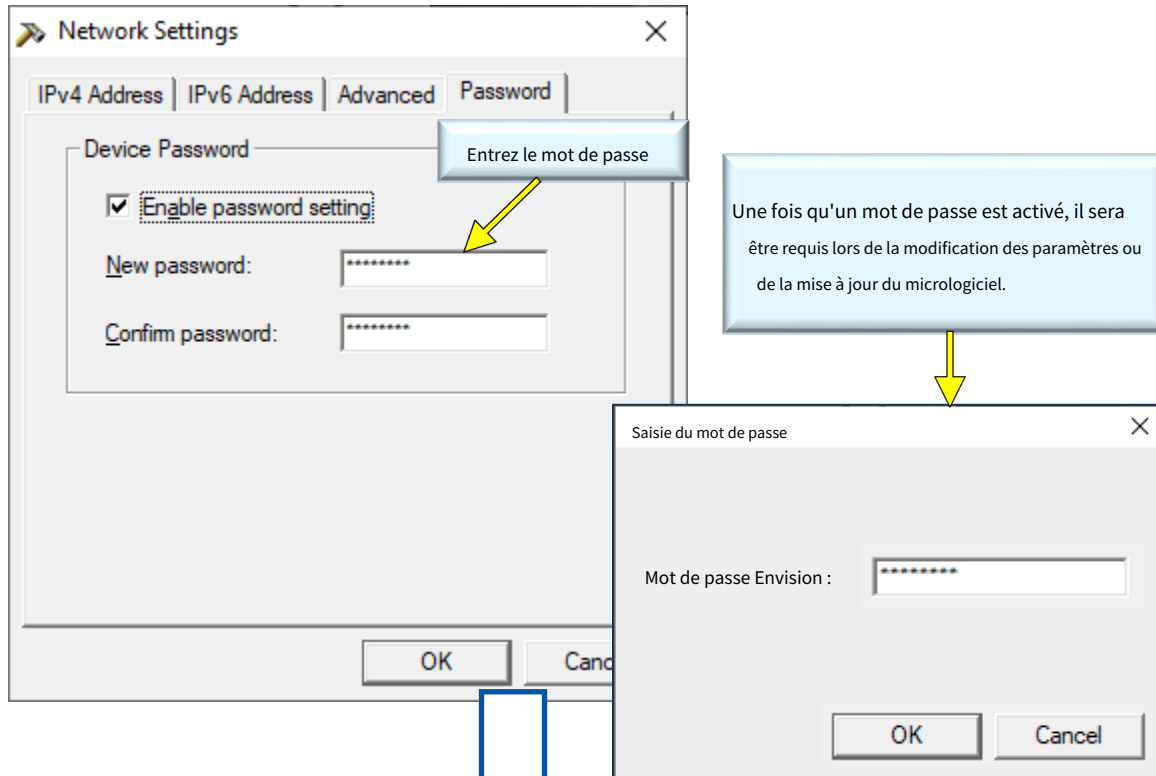 Network Settings
IPv4 Address IPv6 Address Advanced Password
Device Password
Entrez le mot de passe
Enable password setting
New password: ********
Confirm password: ********
OK Canc
Une fois qu'un mot de passe est activé, il sera
être requis lors de la modification des paramètres ou
de la mise à jour du micrologiciel.
Saisie du mot de passe
Mot de passe Envision : ********
OK Cancel